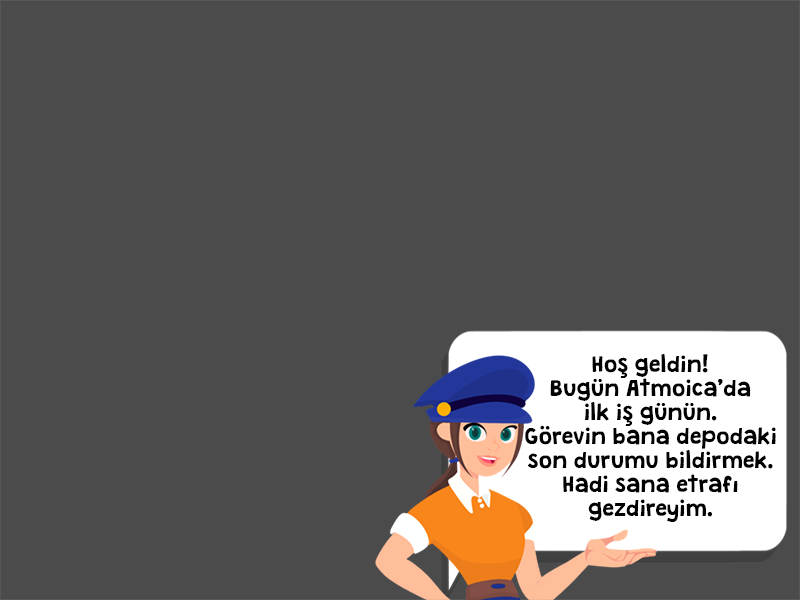 Hoş geldin!
Bugün Atmoica'da
ilk iş günün.
Görevin bana depodaki
son durumu bildirmek.
Hadi sana etrafı
gezdireyim.